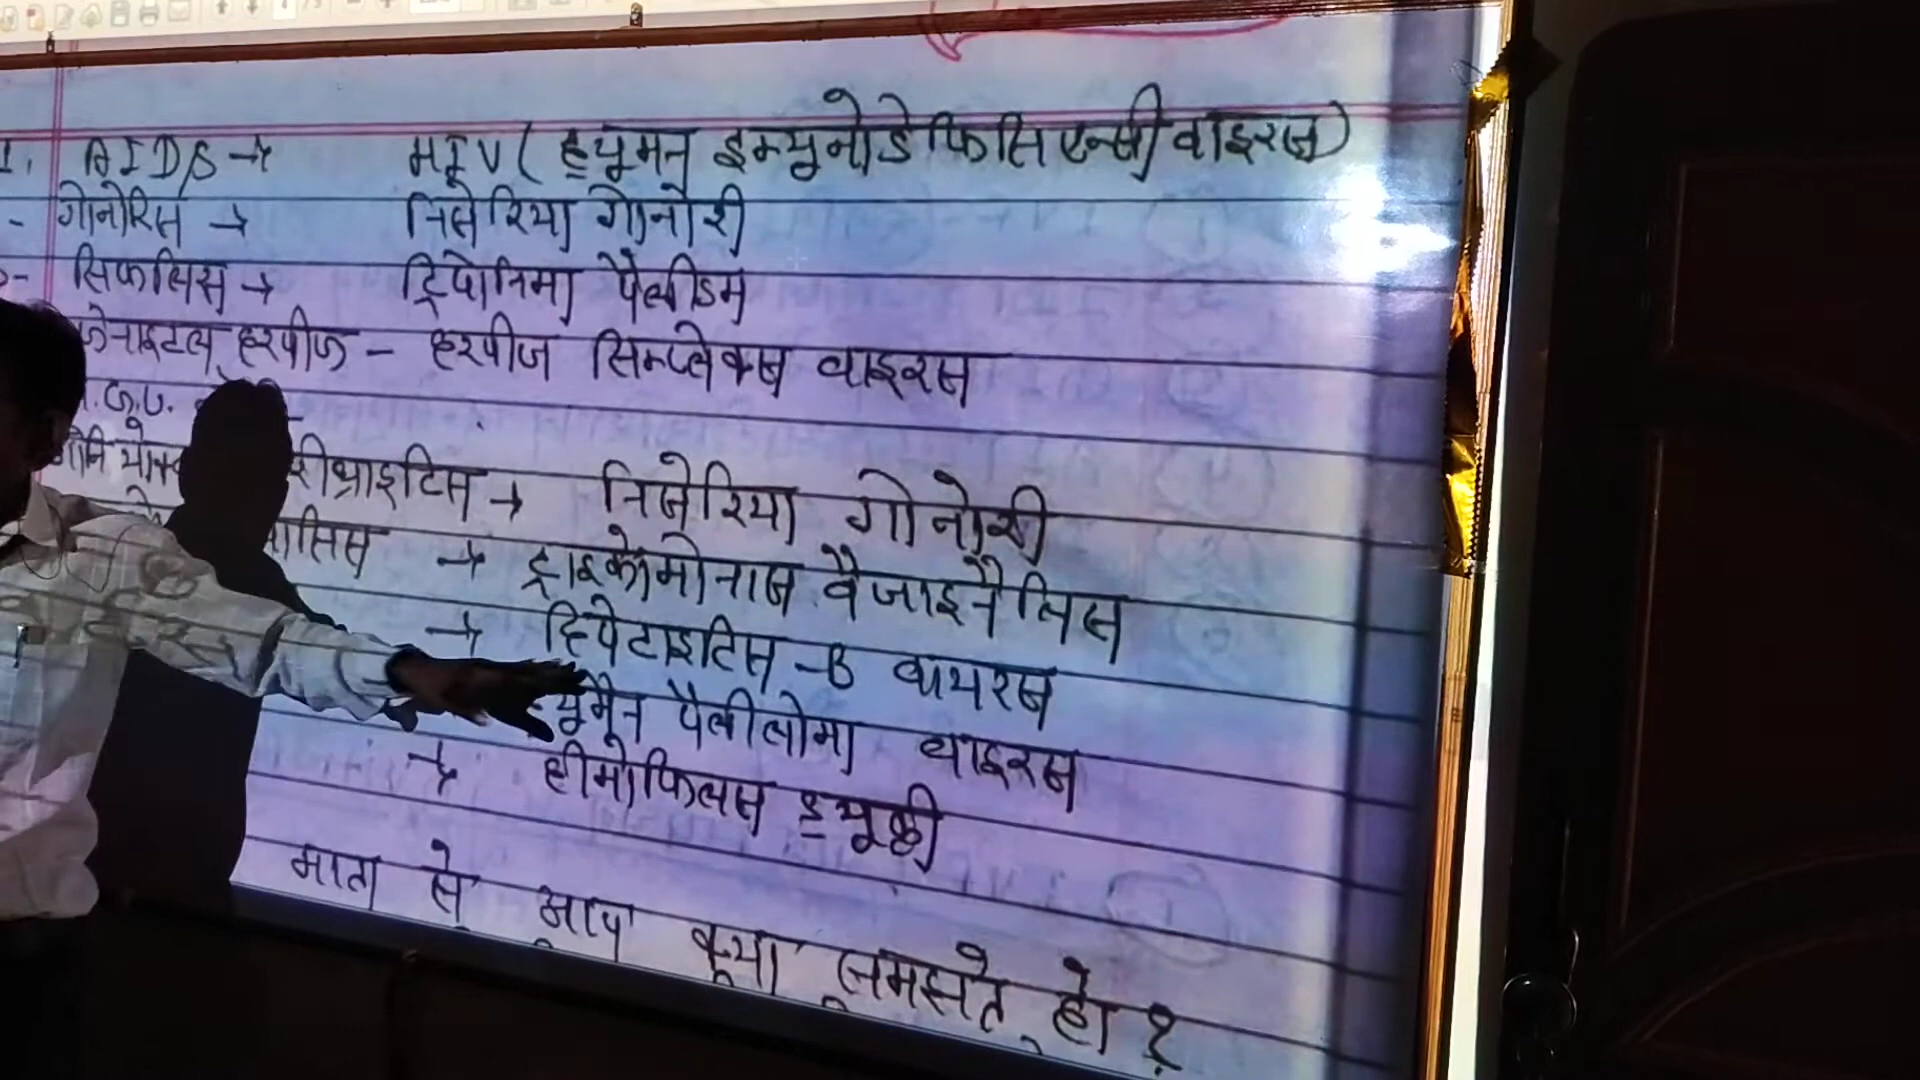 1. AIDS → HIV ( ह्यूमन इम्यूनोडेफिसिएन्सी वाइरस)
- गोनोरिस → निसेरिया गोनोरी
- सिफलिस → ट्रिपोनिमा पैलीडम
जेनाइटल हरपीज - हरपीज सिम्प्लेक्स वाइरस
.G.U.
रीथ्राइटिस → निजेरिया गोनोरी
→ ट्राइकोमोनास वैजाइनैलिस
→ हिपेटाइटिस -B वायरस
पैलीलोमा वाइरस
→ हीमोफिलस ड्यूक्री
माता से आप क्या समझते हो ?